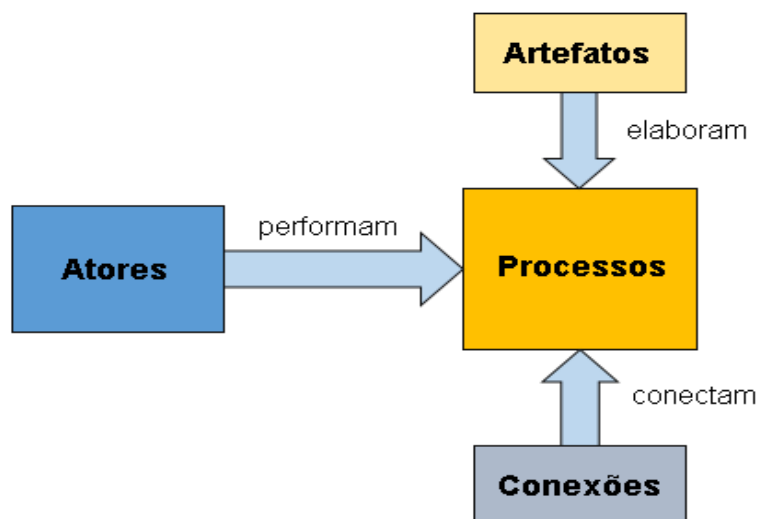 Artefatos
elaboram
performam
Atores
Processos
conectam
Conexões